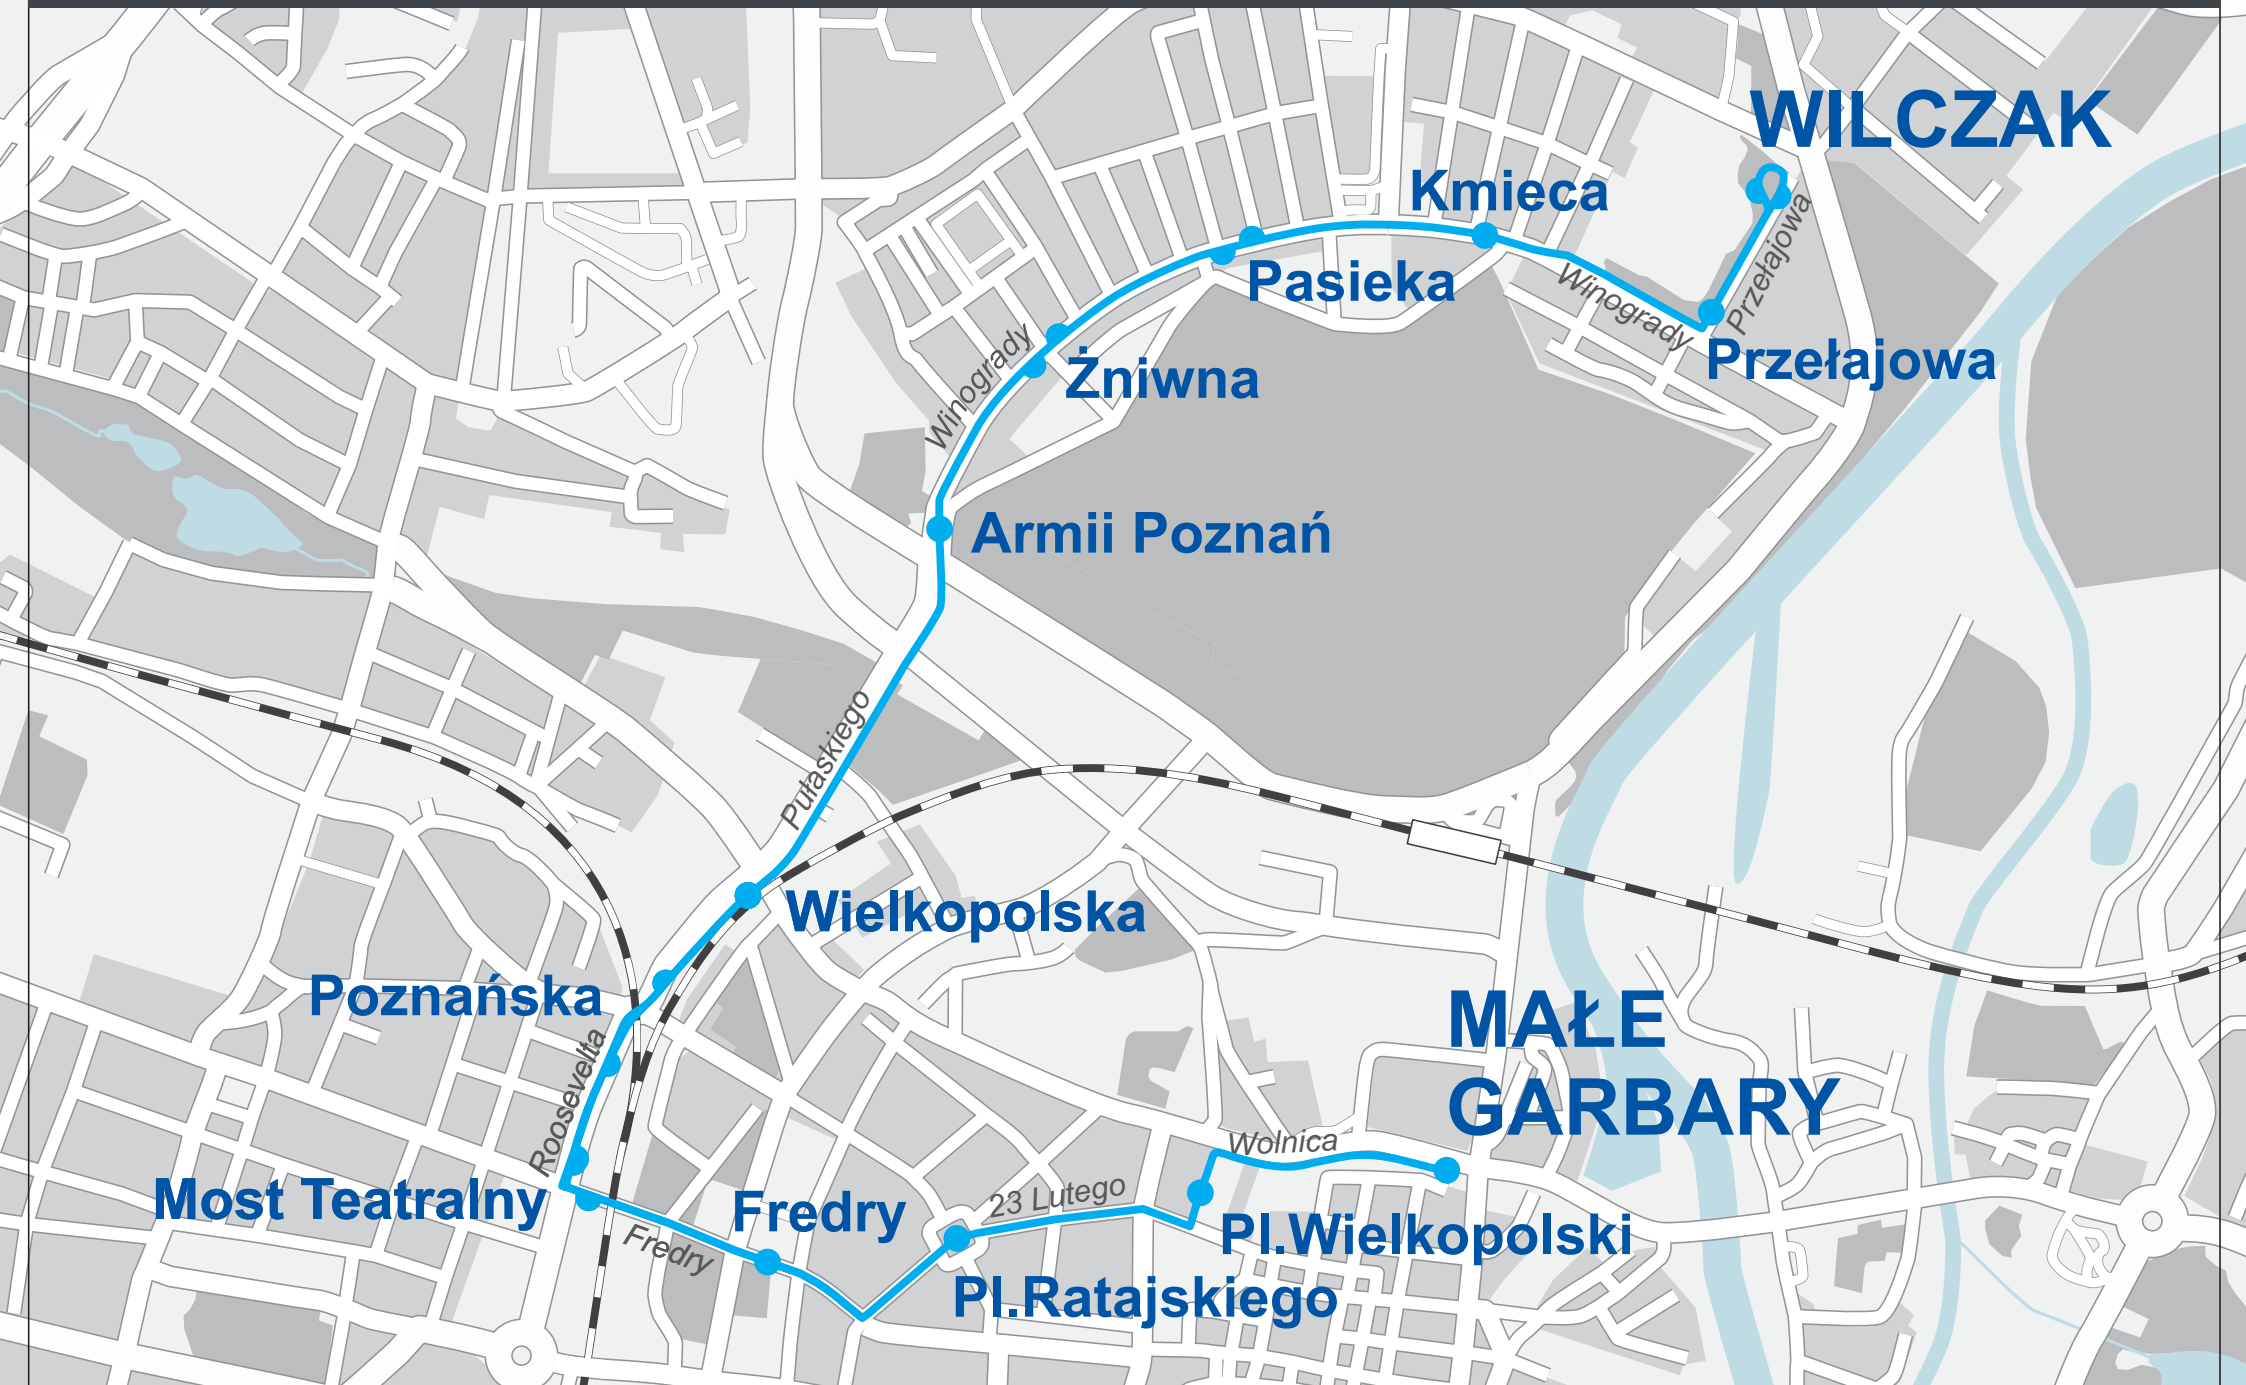 WILCZAK
Kmieca
Przełajowa
Pasieka
Winogrady
Przełajowa
Winogrady
Żniwna
Armii Poznań
Pułaskiego
Wielkopolska
Poznańska
MAŁE
GARBARY
Roosevelta
Wolnica
Most Teatralny
Fredry
23 Lutego
Fredry
Pl.Wielkopolski
Pl.Ratajskiego